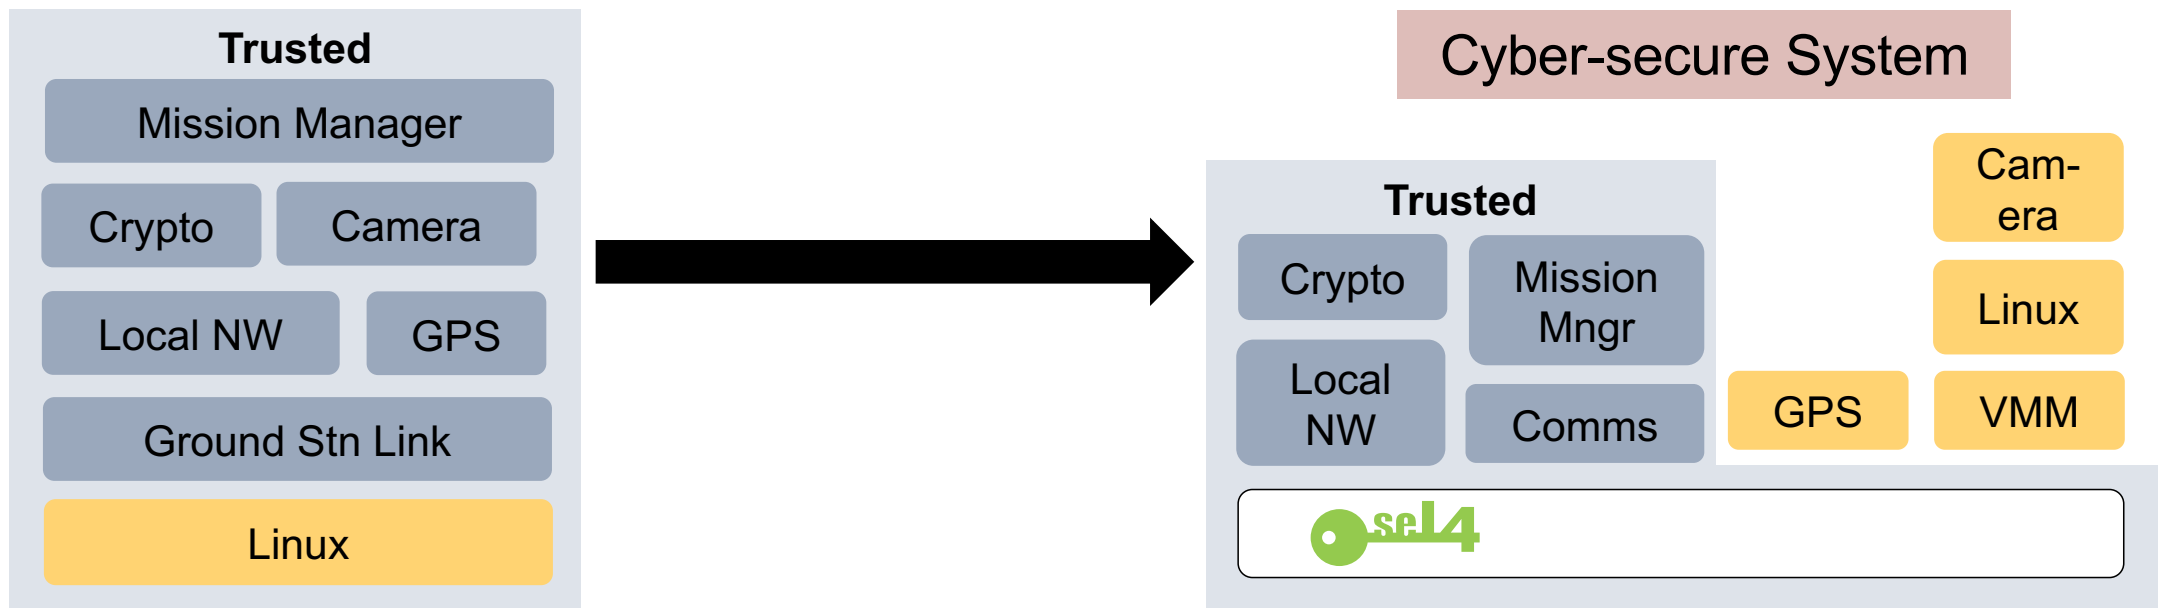 Trusted
Mission Manager
Crypto
Camera
Local NW
GPS
Ground Stn Link
Linux
Cyber-secure System
Trusted
Crypto
Mission
Mngr
Local
NW
Comms
GPS
Cam-
era
Linux
VMM
seL4